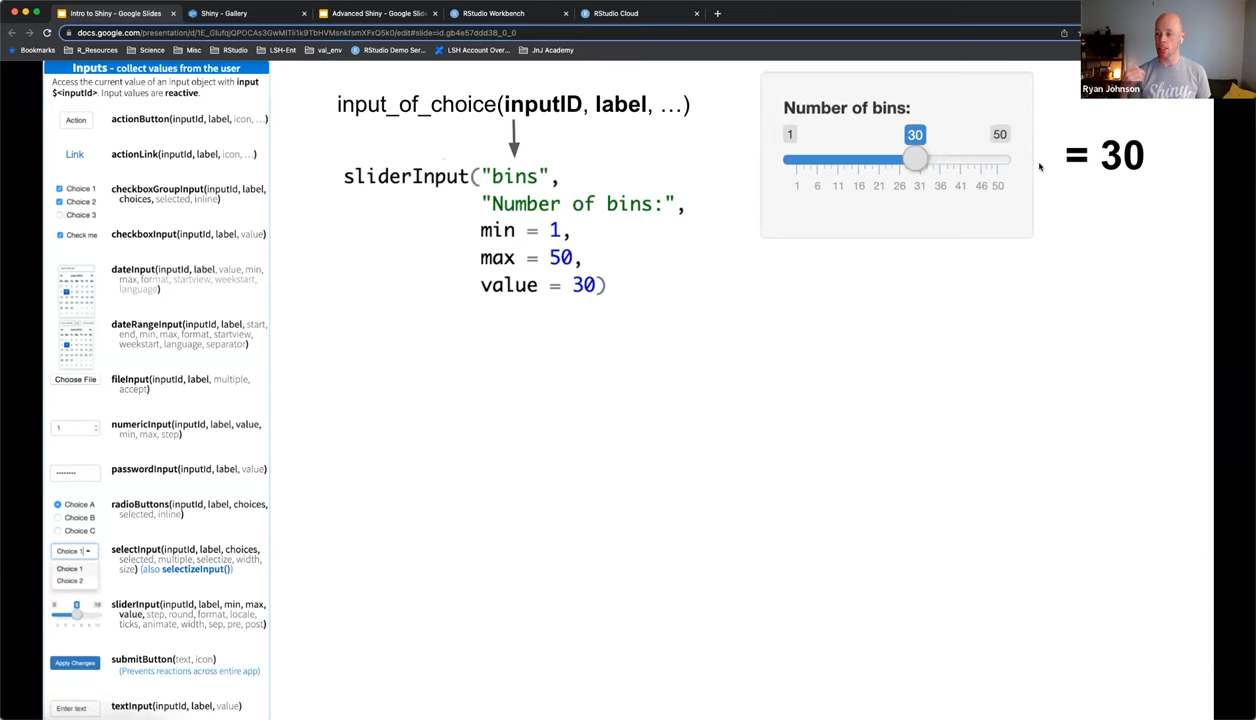 Intro to Shiny - Google Slides
Shiny - Gallery
Advanced Shiny - Google Slid
RStudio Workbench
RStudio Cloud
Bookmarks
R_Resources
Science
Misc
RStudio
LSH-Ent
val_env
RStudio Demo Ser...
LSH Account Over...
JnJ Academy
Ryan Johnson
Inputs - collect values from the user
Access the current value of an input object with input
$<inputId>. Input values are reactive.
Action
actionButton(inputId, label, icon, …)
Link
actionLink(inputId, label, icon, …)
Choice 1
Choice 2
Choice 3
checkboxGroupInput(inputId, label,
choices, selected, inline)
Check me
checkboxInput(inputId, label, value)
dateInput(inputId, label, value, min,
max, format, startview, weekstart,
language)
dateRangeInput(inputId, label, start,
end, min, max, format, startview,
weekstart, language, separator)
Choose File
fileInput(inputId, label, multiple,
accept)
1
numericInput(inputId, label, value,
min, max, step)
passwordInput(inputId, label, value)
Choice A
Choice B
Choice C
radioButtons(inputId, label, choices,
selected, inline)
Choice 1
Choice 1
Choice 2
selectInput(inputId, label, choices,
selected, multiple, selectize, width,
size) (also selectizeInput())
sliderInput(inputId, label, min, max,
value, step, round, format, locale,
ticks, animate, width, sep, pre, post)
Apply Changes
submitButton(text, icon)
(Prevents reactions across entire app)
Enter text
textInput(inputId, label, value)
input_of_choice(inputID, label, …)
sliderInput("bins",
"Number of bins:",
min = 1,
max = 50,
value = 30)
Number of bins:
1 30 50
1 6 11 16 21 26 31 36 41 46 50
= 30